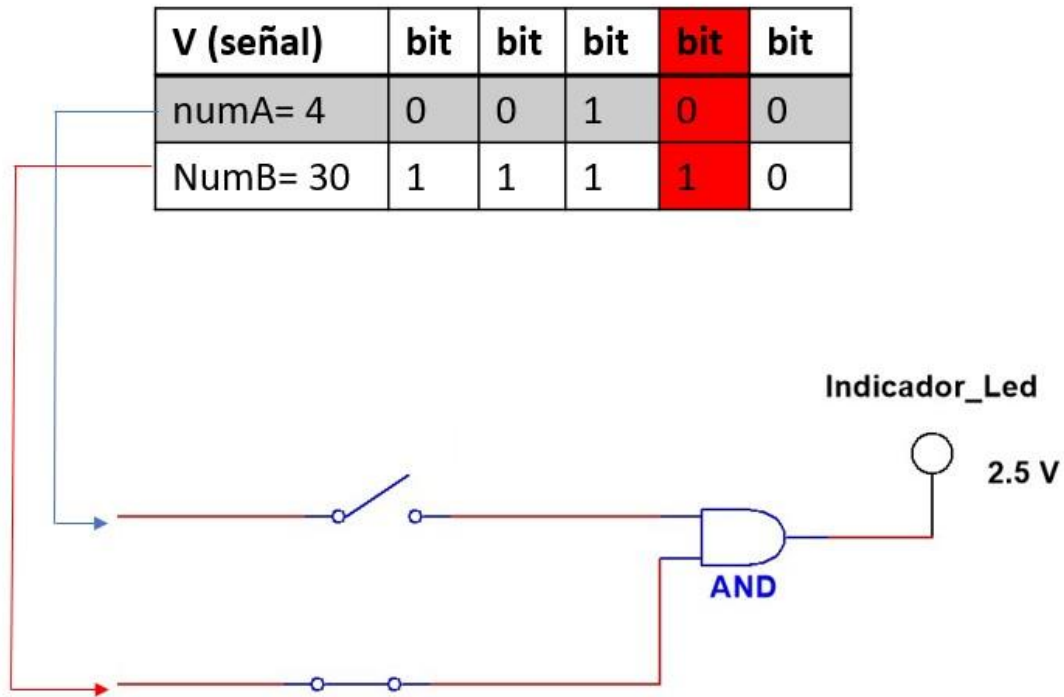 V (señal) bit bit bit bit bit
numA= 4 0 0 1 0 0
NumB= 30 1 1 1 1 0
Indicador_Led
2.5 V
AND